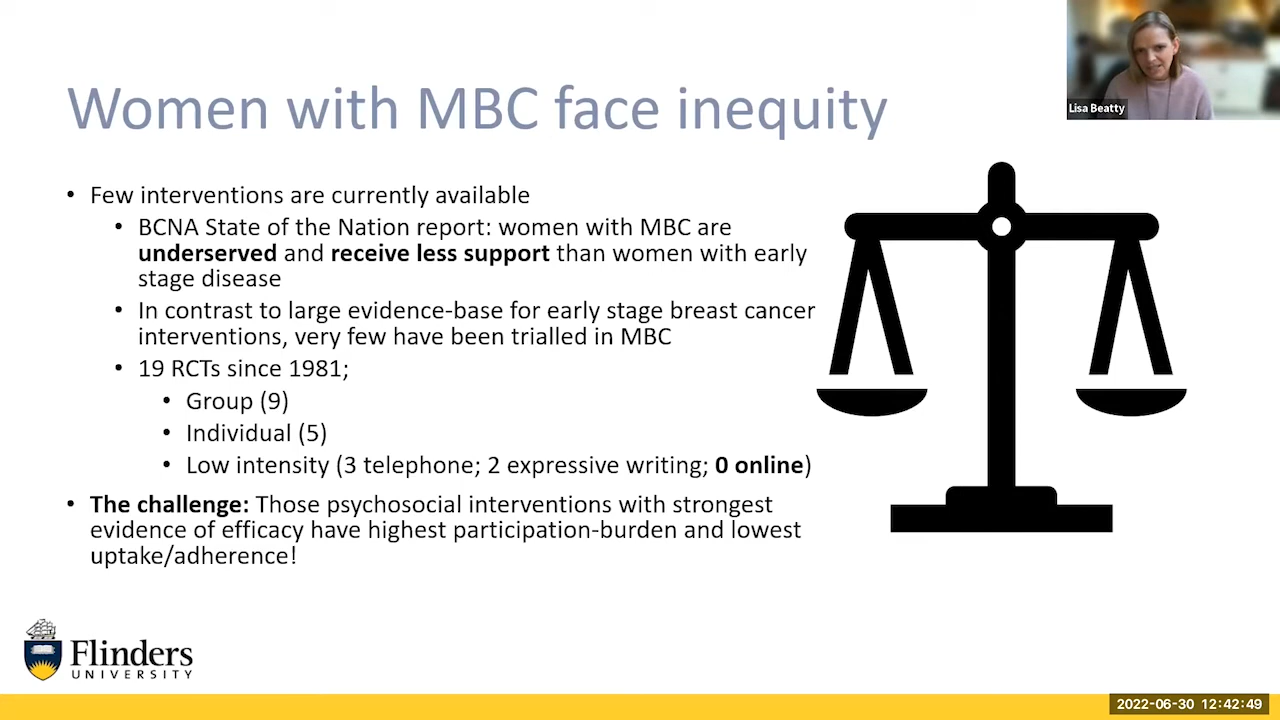 Lisa Beatty
Women with MBC face inequity
• Few interventions are currently available
• BCNA State of the Nation report: women with MBC are
underserved and receive less support than women with early
stage disease
• In contrast to large evidence-base for early stage breast cancer
interventions, very few have been trialled in MBC
• 19 RCTs since 1981;
• Group (9)
• Individual (5)
• Low intensity (3 telephone; 2 expressive writing; 0 online)
• The challenge: Those psychosocial interventions with strongest
evidence of efficacy have highest participation-burden and lowest
uptake/adherence!
Flinders
UNIVERSITY
2022-06-30 12:42:49